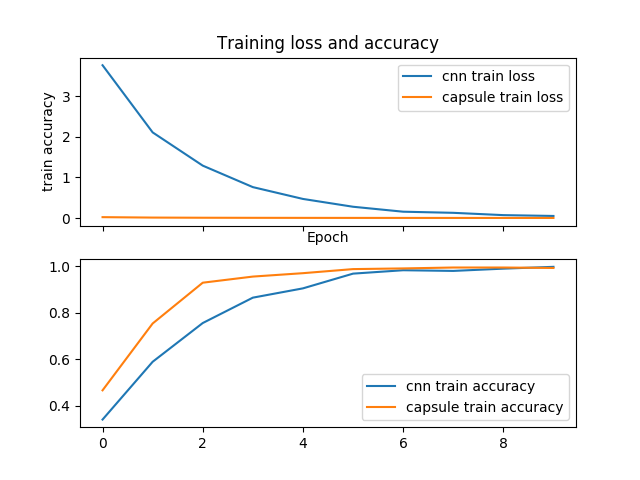 Training loss and accuracy
train accuracy
3
2
1
0
cnn train loss
capsule train loss
Epoch
1.0
0.8
0.6
0.4
cnn train accuracy
capsule train accuracy
0 2 4 6 8